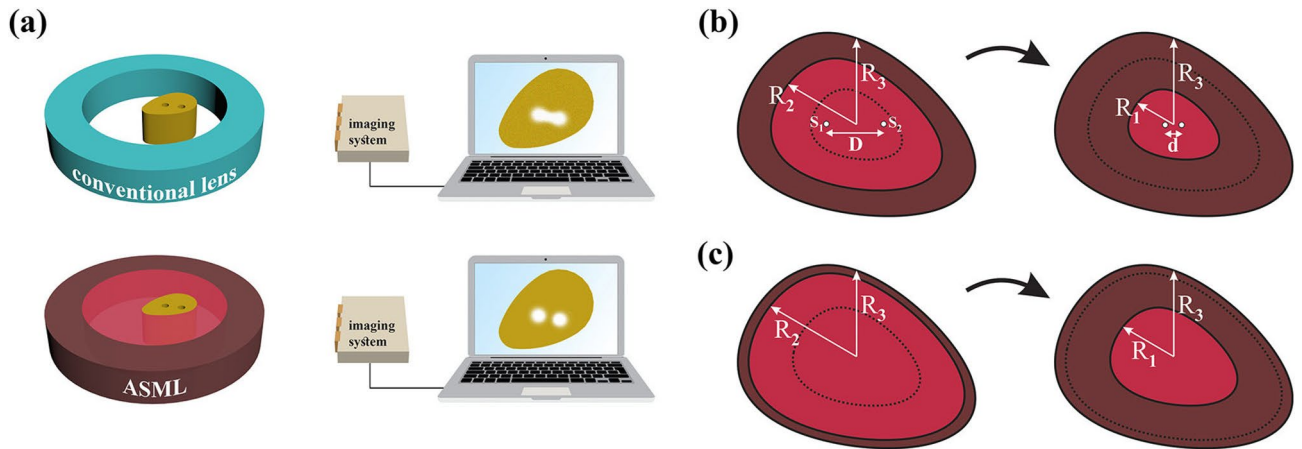 (a)
conventional lens
imaging
system
ASML
imaging
system
(b)
R2
R3
S1
S2
D
R1
R3
d
(c)
R2
R3
R1
R3